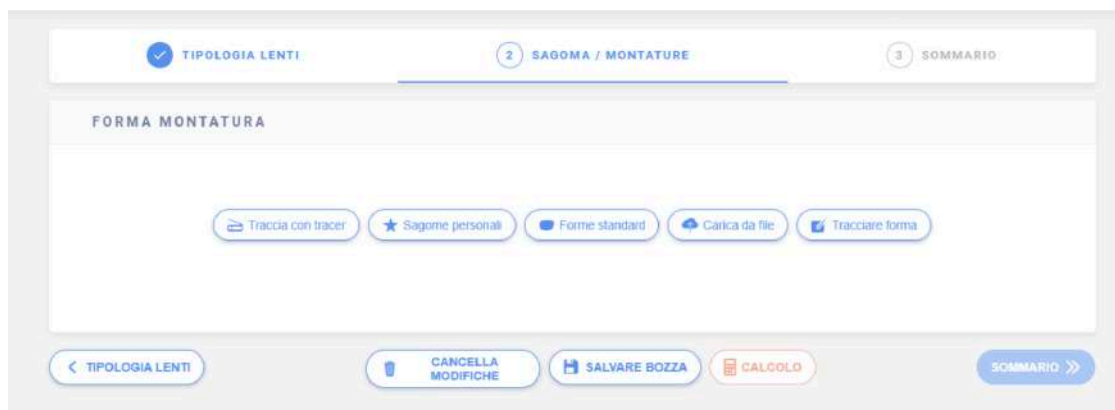 TIPOLOGIA LENTI
2 SAGOMA / MONTATURE
3 SOMMARIO
FORMA MONTATURA
Traccia con tracer
Sagome personali
Forme standard
Carica da file
Tracciare forma
TIPOLOGIA LENTI
CANCELLA
MODIFICHE
SALVARE BOZZA
CALCOLO
SOMMARIO